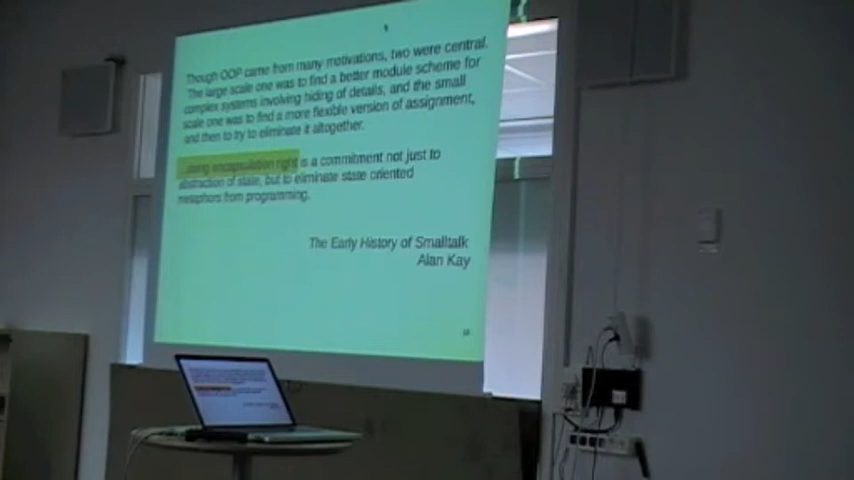 Though OOP came from many motivations, two were central.
The large scale one was to find a better module scheme for
complex systems involving hiding of details, and the small
scale one was to find a more flexible version of assignment,
and then to try to eliminate it altogether.
...doing encapsulation right is a commitment not just to
abstraction of state, but to eliminate state oriented
metaphors from programming.
The Early History of Smalltalk
Alan Kay